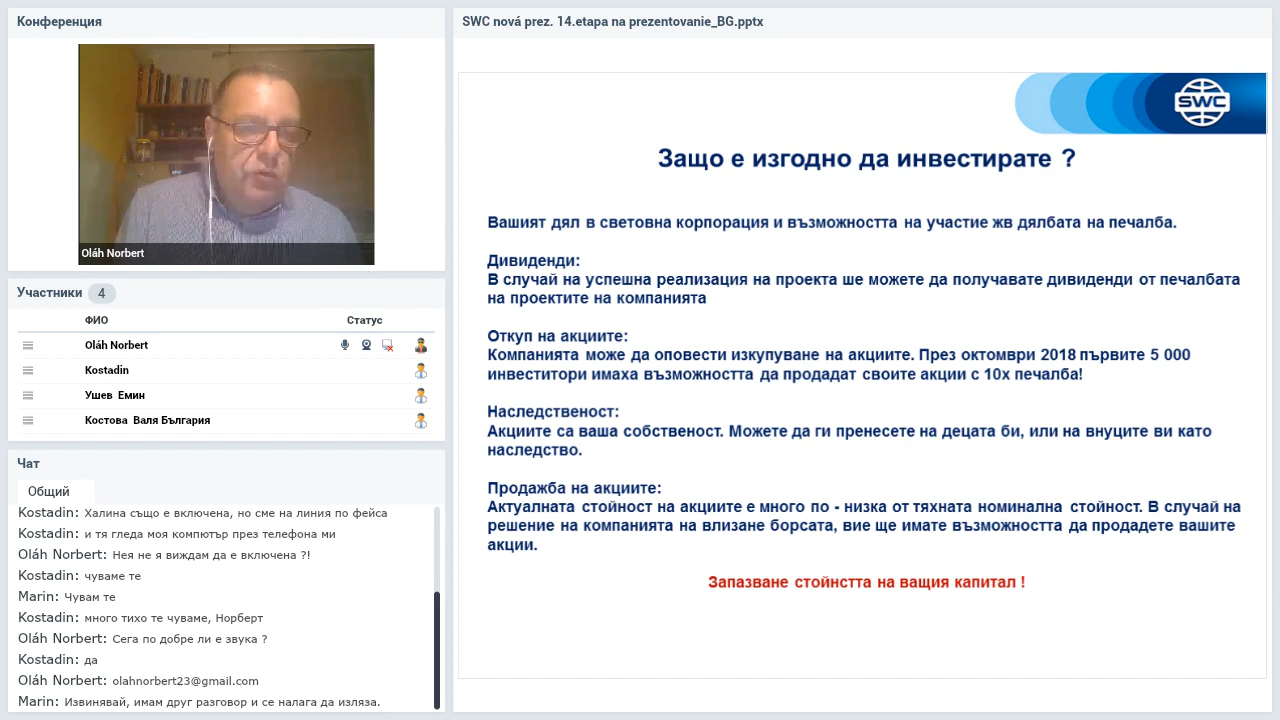 Конференция
Oláh Norbert
Участники 4
ФИО Статус
Oláh Norbert
Kostadin
Ушев Емин
Костова Валя България
Чат
Общий
Kostadin: Халина също е включена, но сме на линия по фейса
Kostadin: и тя гледа моя компютър през телефона ми
Oláh Norbert: Нея не я виждам да е включена ?!
Kostadin: чуваме те
Marin: Чувам те
Kostadin: много тихо те чуваме, Норберт
Oláh Norbert: Сега по добре ли е звука ?
Kostadin: да
Oláh Norbert: olahnorbert23@gmail.com
Marin: Извинявай, имам друг разговор и се налага да изляза.
SWC nová prez. 14.etapa na prezentovanie_BG.pptx
SWC
Защо е изгодно да инвестирате ?
Вашият дял в световна корпорация и възможността на участие жв дялбата на печалба.
Дивиденди:
В случай на успешна реализация на проекта ше можете да получавате дивиденди от печалбата
на проектите на компанията
Откуп на акциите:
Компанията може да оповести изкупуване на акциите. През октомври 2018 първите 5 000
инвеститори имаха възможността да продадат своите акции с 10х печалба!
Наследственост:
Акциите са ваша собственост. Можете да ги пренесете на децата би, или на внуците ви като
наследство.
Продажба на акциите:
Актуалната стойност на акциите е много по - низка от тяхната номинална стойност. В случай на
решение на компанията на влизане борсата, вие ще имате възможността да продадете вашите
акции.
Запазване стойнстта на ващия капитал !